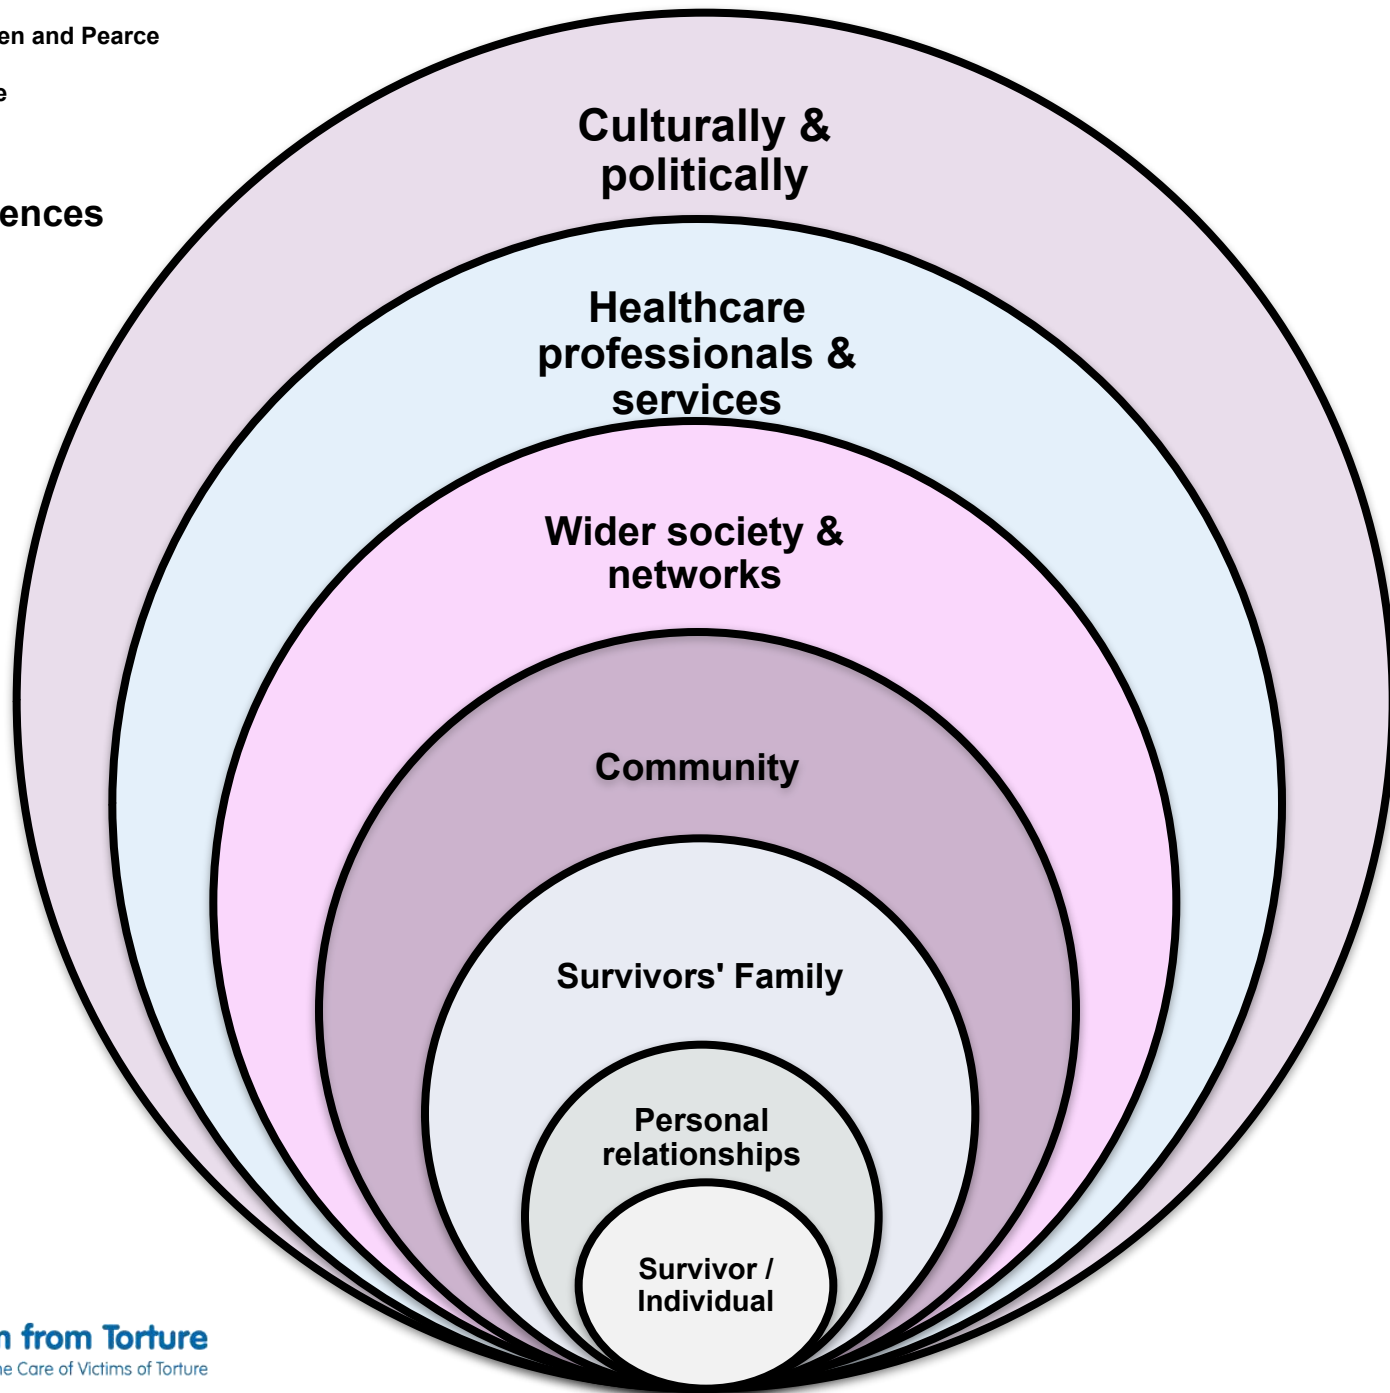 en and Pearce
e
ences
Culturally &
politically
Healthcare
professionals &
services
Wider society &
networks
Community
Survivors' Family
Personal
relationships
Survivor /
Individual
n from Torture
he Care of Victims of Torture